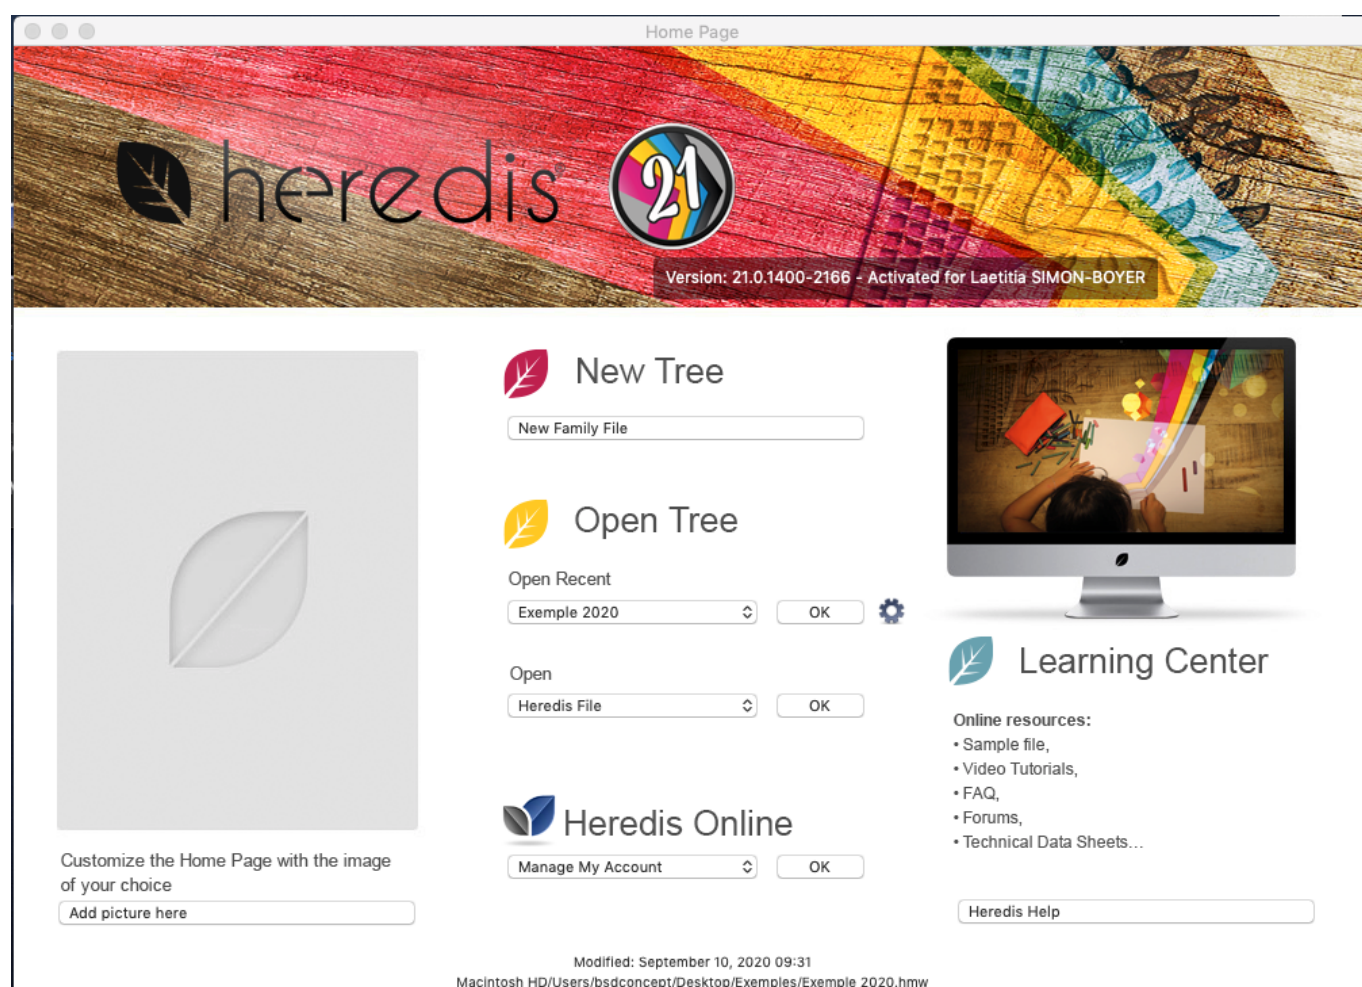 Home Page
heredis
21
Version: 21.0.1400-2166 - Activated for Laetitia SIMON-BOYER
New Tree
New Family File
Open Tree
Open Recent
Exemple 2020
OK
Open
Heredis File
OK
Heredis Online
Manage My Account
OK
Learning Center
Online resources:
• Sample file,
• Video Tutorials,
• FAQ,
• Forums,
• Technical Data Sheets...
Heredis Help
Customize the Home Page with the image
of your choice
Add picture here
Modified: September 10, 2020 09:31
Macintosh HD/Users/bsdconcept/Desktop/Exemples/Exemple 2020.hmw